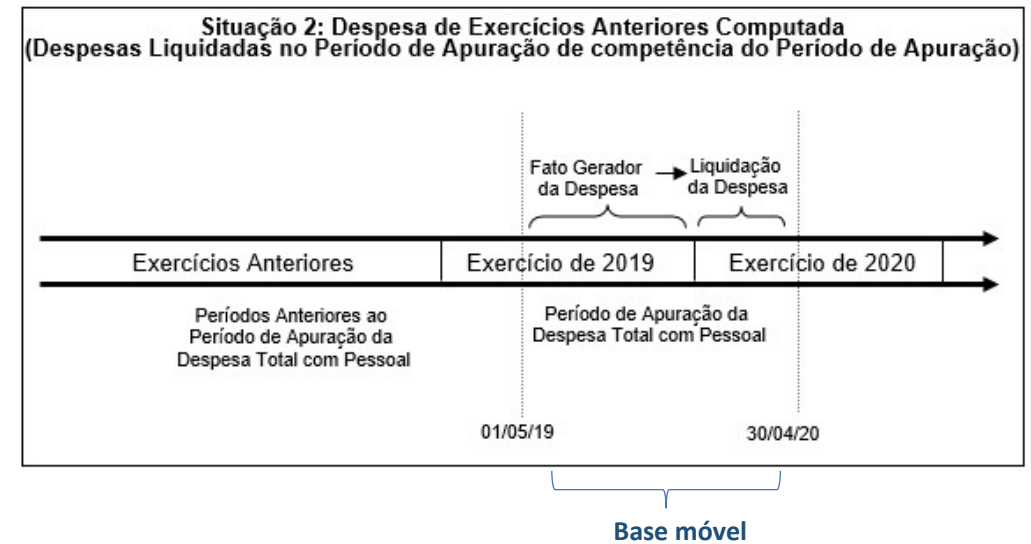 Situação 2: Despesa de Exercícios Anteriores Computada
(Despesas Liquidadas no Período de Apuração de competência do Período de Apuração)
Fato Gerador
da Despesa
Liquidação
da Despesa
Exercícios Anteriores
Exercício de 2019
Exercício de 2020
Períodos Anteriores ao
Período de Apuração da
Despesa Total com Pessoal
Período de Apuração da
Despesa Total com Pessoal
01/05/19
30/04/20
Base móvel